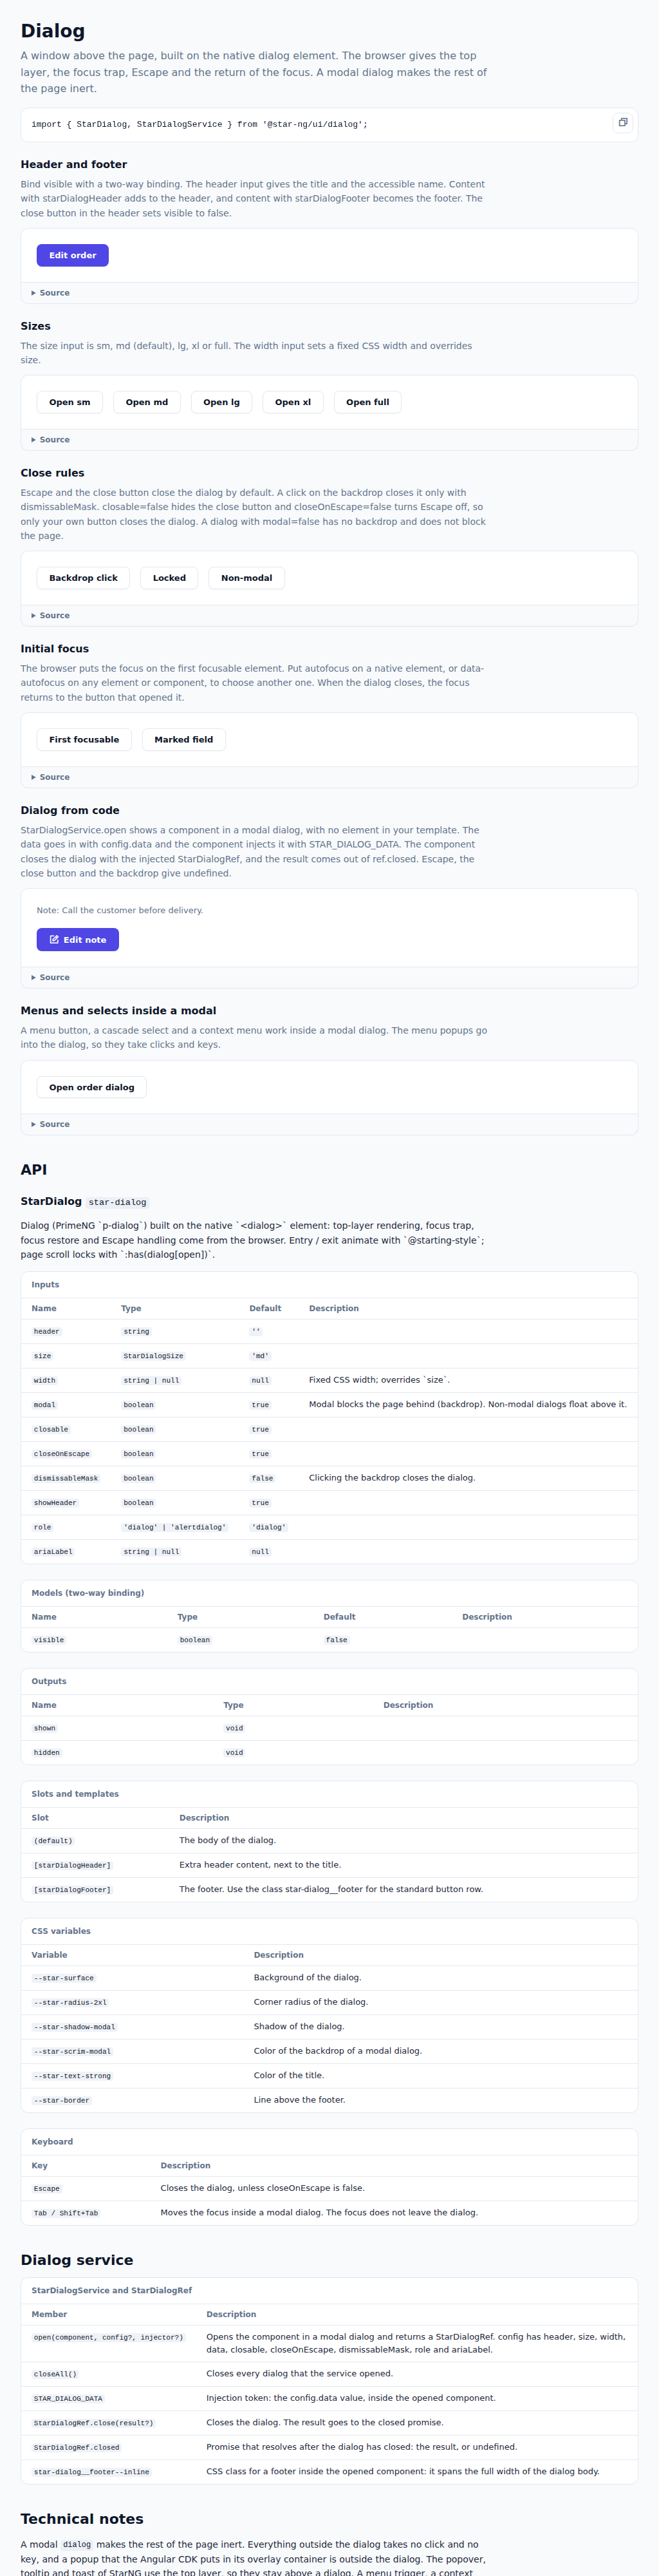 Dialog
A window above the page, built on the native dialog element. The browser gives the top
layer, the focus trap, Escape and the return of the focus. A modal dialog makes the rest of
the page inert.
import { StarDialog, StarDialogService } from '@star-ng/ui/dialog';
Header and footer
Bind visible with a two-way binding. The header input gives the title and the accessible name. Content
with starDialogHeader adds to the header, and content with starDialogFooter becomes the footer. The
close button in the header sets visible to false.
Edit order
Source
Sizes
The size input is sm, md (default), lg, xl or full. The width input sets a fixed CSS width and overrides
size.
Open sm Open md Open lg Open xl Open full
Source
Close rules
Escape and the close button close the dialog by default. A click on the backdrop closes it only with
dismissableMask. closable=false hides the close button and closeOnEscape=false turns Escape off, so
only your own button closes the dialog. A dialog with modal=false has no backdrop and does not block
the page.
Backdrop click Locked Non-modal
Source
Initial focus
The browser puts the focus on the first focusable element. Put autofocus on a native element, or data-
autofocus on any element or component, to choose another one. When the dialog closes, the focus
returns to the button that opened it.
First focusable Marked field
Source
Dialog from code
StarDialogService.open shows a component in a modal dialog, with no element in your template. The
data goes in with config.data and the component injects it with STAR_DIALOG_DATA. The component
closes the dialog with the injected StarDialogRef, and the result comes out of ref.closed. Escape, the
close button and the backdrop give undefined.
Note: Call the customer before delivery.
Edit note
Source
Menus and selects inside a modal
A menu button, a cascade select and a context menu work inside a modal dialog. The menu popups go
into the dialog, so they take clicks and keys.
Open order dialog
Source
API
StarDialog star-dialog
Dialog (PrimeNG `p-dialog`) built on the native `<dialog>` element: top-layer rendering, focus trap,
focus restore and Escape handling come from the browser. Entry / exit animate with `@starting-style`;
page scroll locks with `:has(dialog[open])`.
Inputs
Name Type Default Description
header string ''
size StarDialogSize 'md'
width string | null null Fixed CSS width; overrides `size`.
modal boolean true Modal blocks the page behind (backdrop). Non-modal dialogs float above it.
closable boolean true
closeOnEscape boolean true
dismissableMask boolean false Clicking the backdrop closes the dialog.
showHeader boolean true
role 'dialog' | 'alertdialog' 'dialog'
ariaLabel string | null null
Models (two-way binding)
Name Type Default Description
visible boolean false
Outputs
Name Type Description
shown void
hidden void
Slots and templates
Slot Description
(default) The body of the dialog.
[starDialogHeader] Extra header content, next to the title.
[starDialogFooter] The footer. Use the class star-dialog__footer for the standard button row.
CSS variables
Variable Description
--star-surface Background of the dialog.
--star-radius-2xl Corner radius of the dialog.
--star-shadow-modal Shadow of the dialog.
--star-scrim-modal Color of the backdrop of a modal dialog.
--star-text-strong Color of the title.
--star-border Line above the footer.
Keyboard
Key Description
Escape Closes the dialog, unless closeOnEscape is false.
Tab / Shift+Tab Moves the focus inside a modal dialog. The focus does not leave the dialog.
Dialog service
StarDialogService and StarDialogRef
Member Description
open(component, config?, injector?) Opens the component in a modal dialog and returns a StarDialogRef. config has header, size, width,
data, closable, closeOnEscape, dismissableMask, role and ariaLabel.
closeAll() Closes every dialog that the service opened.
STAR_DIALOG_DATA Injection token: the config.data value, inside the opened component.
StarDialogRef.close(result?) Closes the dialog. The result goes to the closed promise.
StarDialogRef.closed Promise that resolves after the dialog has closed: the result, or undefined.
star-dialog__footer--inline CSS class for a footer inside the opened component: it spans the full width of the dialog body.
Technical notes
A modal dialog makes the rest of the page inert. Everything outside the dialog takes no click and no
key, and a popup that the Angular CDK puts in its overlay container is outside the dialog. The popover,
tooltip and toast of StarNG use the top layer, so they stay above a dialog. A menu trigger, a context